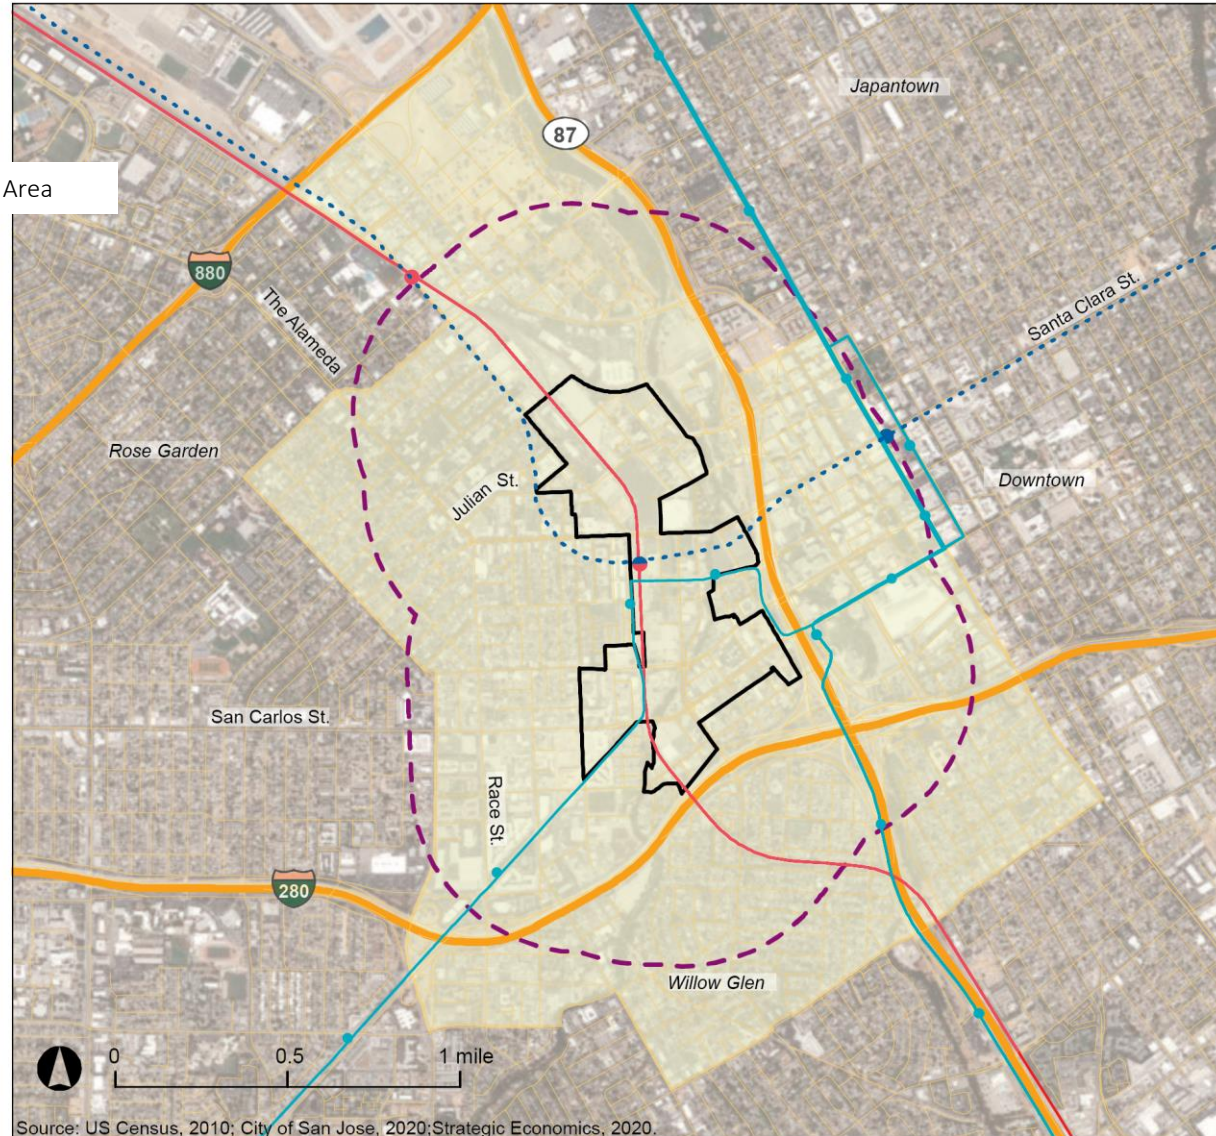 Japantown
87
Area
880
The Alameda
Santa Clara St.
Rose Garden
Downtown
Julian St.
San Carlos St.
Race St.
280
Willow Glen
0 0.5 1 mile
Source: US Census, 2010; City of San Jose, 2020;Strategic Economics, 2020.